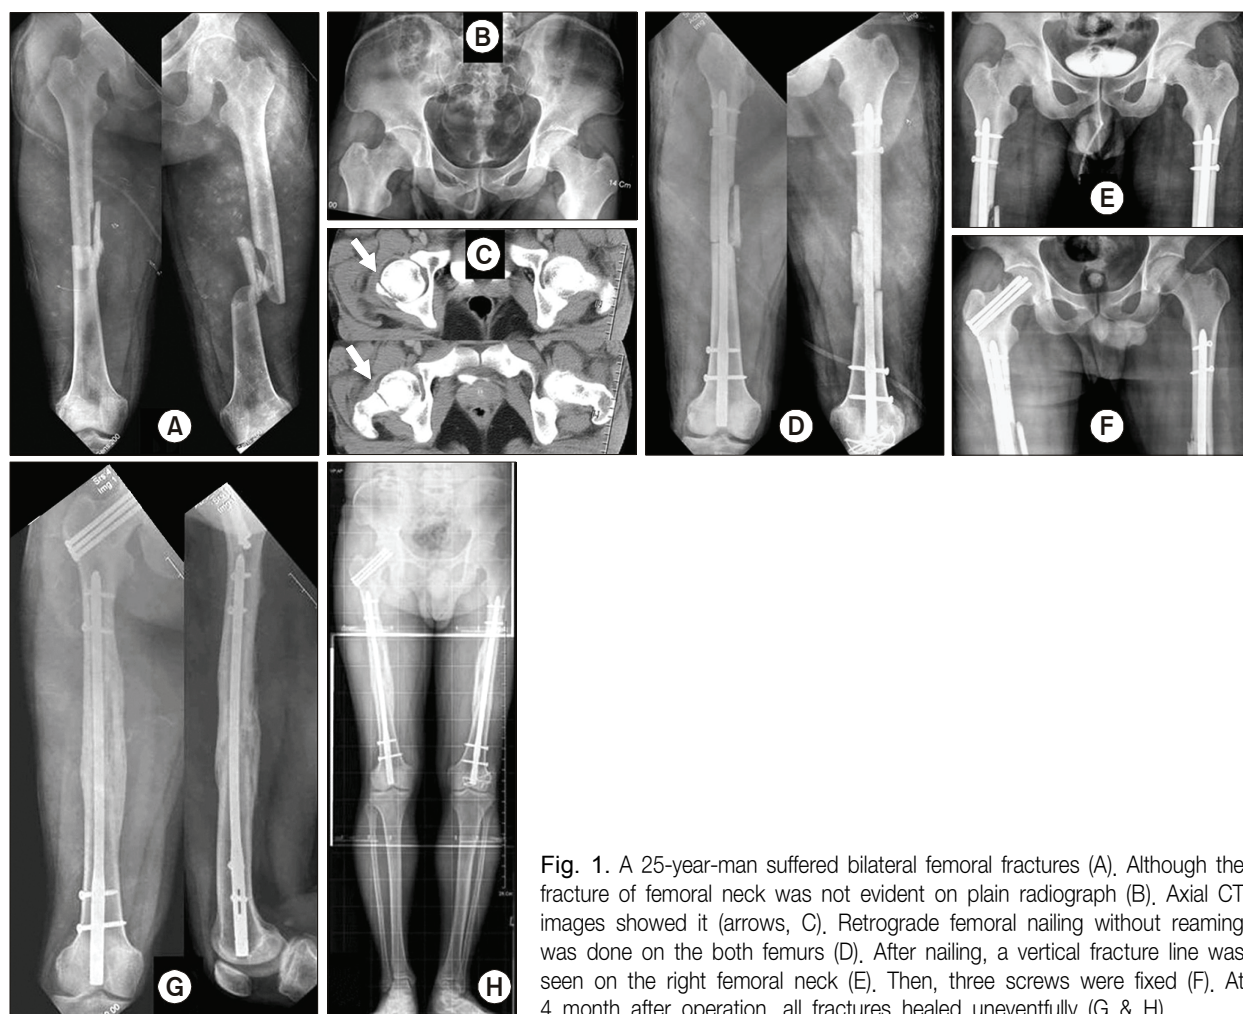 A
B
14 Cm
C
D
E
F
G
H
Fig. 1. A 25-year-man suffered bilateral femoral fractures (A). Although the
fracture of femoral neck was not evident on plain radiograph (B). Axial CT
images showed it (arrows, C). Retrograde femoral nailing without reaming
was done on the both femurs (D). After nailing, a vertical fracture line was
seen on the right femoral neck (E). Then, three screws were fixed (F). At
4 month after operation, all fractures healed uneventfully (G & H).